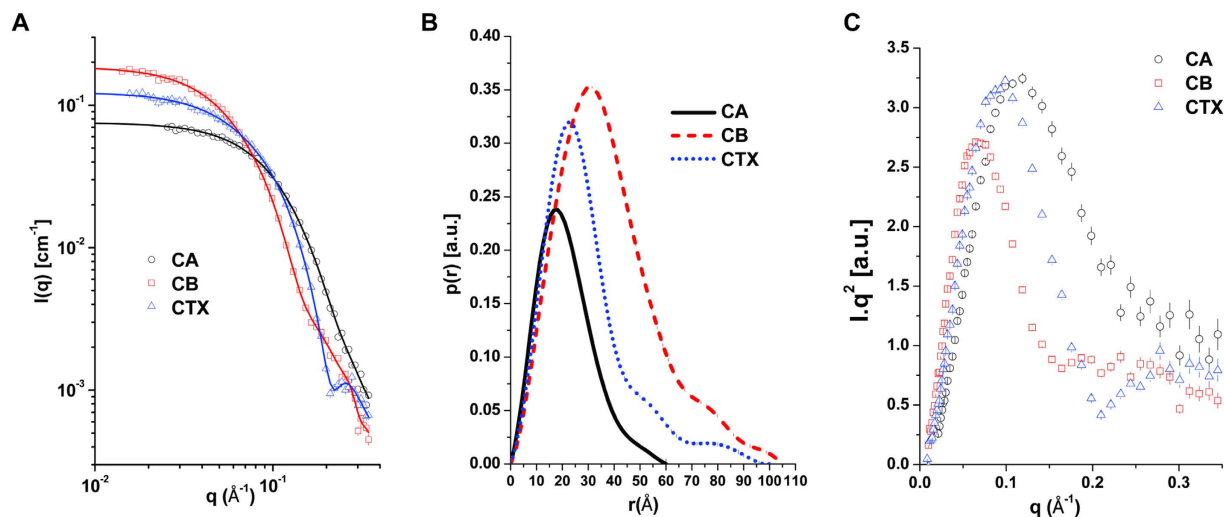 A
I(q) [cm⁻¹]
10⁻¹
10⁻²
10⁻³
CA
CB
CTX
10⁻² 10⁻¹
q (Å⁻¹)
B
p(r) [a.u.]
0.40
0.35
0.30
0.25
0.20
0.15
0.10
0.05
0.00
CA
CB
CTX
0 10 20 30 40 50 60 70 80 90 100 110
r(Å)
C
I.q² [a.u.]
3.5
3.0
2.5
2.0
1.5
1.0
0.5
0.0
CA
CB
CTX
0.0 0.1 0.2 0.3
q (Å⁻¹)